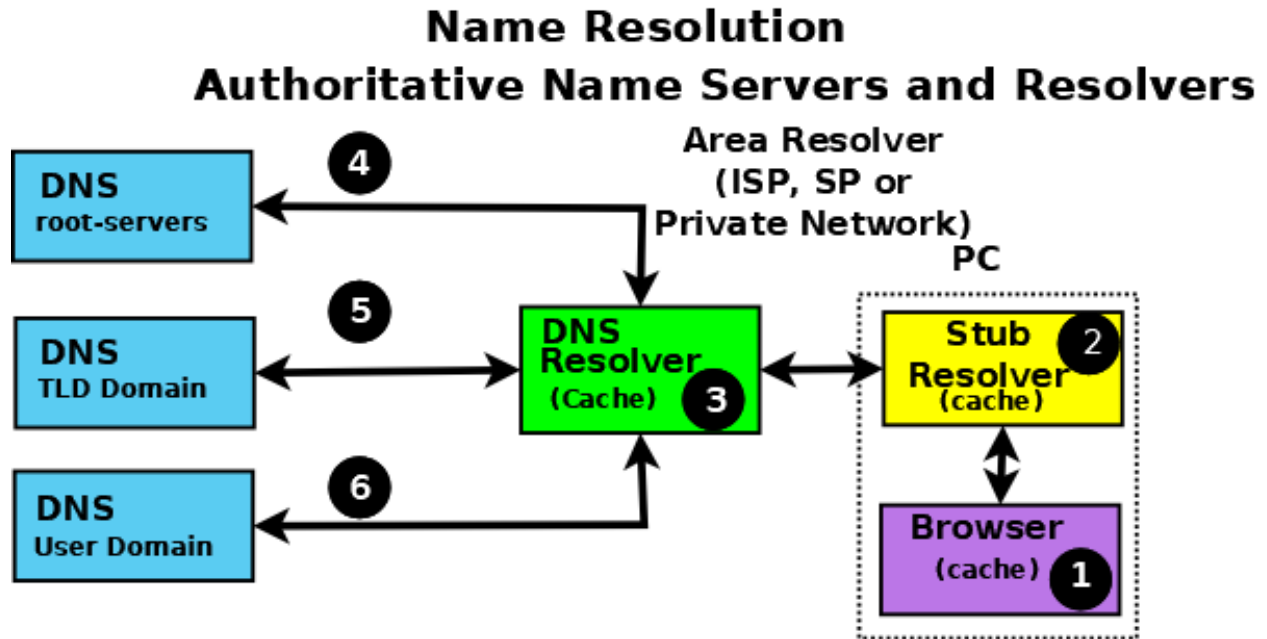 Name Resolution
Authoritative Name Servers and Resolvers
4
DNS
root-servers
Area Resolver
(ISP, SP or
Private Network)
PC
5
DNS
TLD Domain
DNS
Resolver
(Cache)
3
Stub
2
Resolver
(cache)
6
DNS
User Domain
Browser
(cache)
1